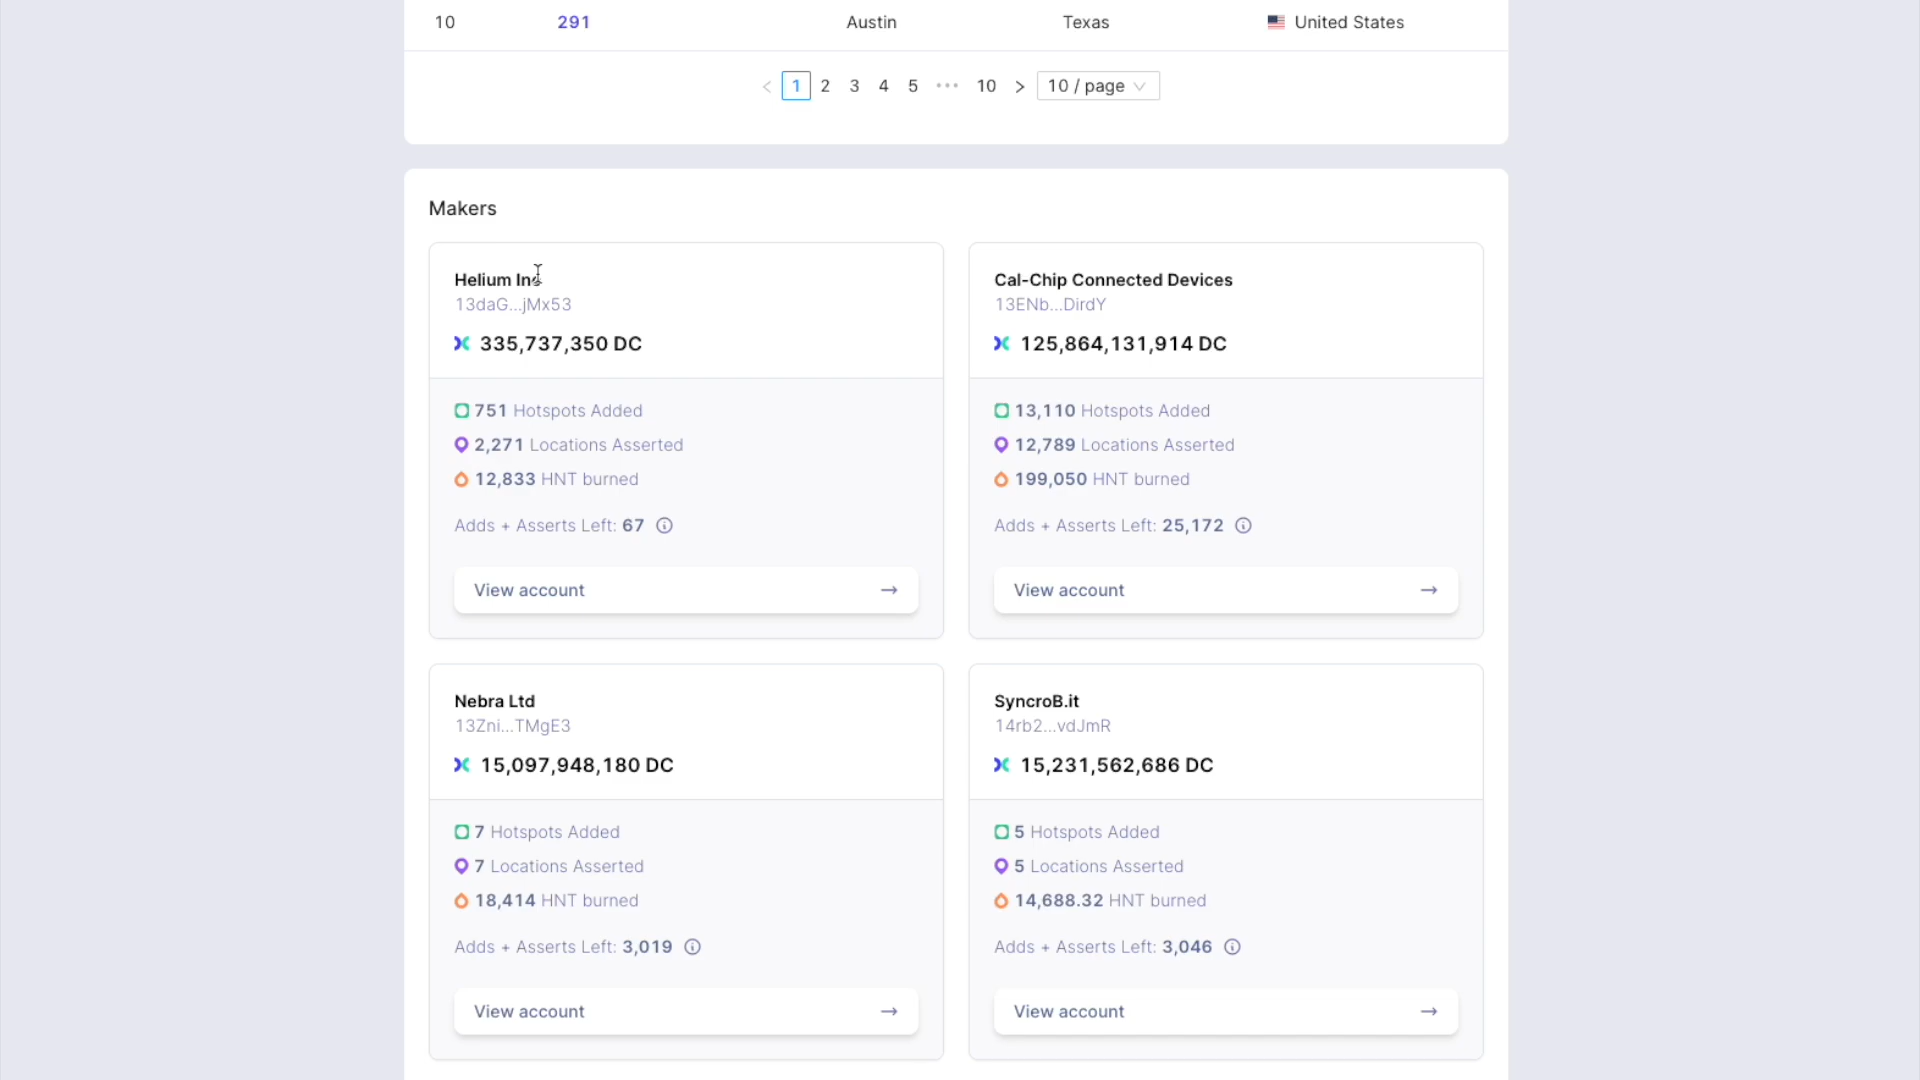 10 291 Austin Texas United States
1 2 3 4 5 ••• 10 10 / page
Makers
Helium Inc
13daG...jMx53
335,737,350 DC
751 Hotspots Added
2,271 Locations Asserted
12,833 HNT burned
Adds + Asserts Left: 67
View account
Cal-Chip Connected Devices
13ENb...DirdY
125,864,131,914 DC
13,110 Hotspots Added
12,789 Locations Asserted
199,050 HNT burned
Adds + Asserts Left: 25,172
View account
Nebra Ltd
13Zni...TMgE3
15,097,948,180 DC
7 Hotspots Added
7 Locations Asserted
18,414 HNT burned
Adds + Asserts Left: 3,019
View account
SyncroB.it
14rb2...vdJmR
15,231,562,686 DC
5 Hotspots Added
5 Locations Asserted
14,688.32 HNT burned
Adds + Asserts Left: 3,046
View account